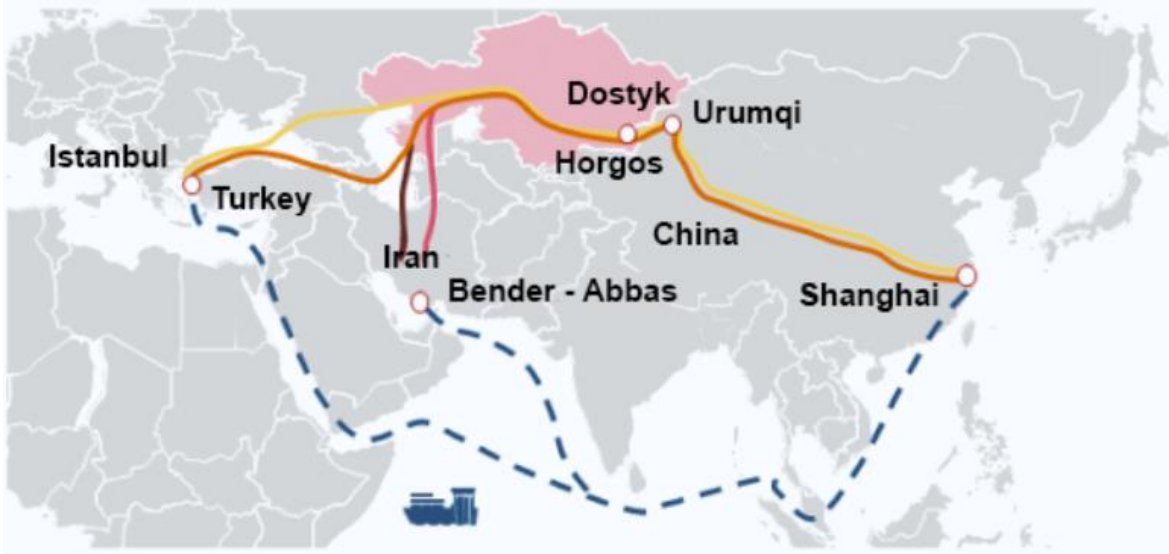 Dostyk
Urumqi
Istanbul
Horgos
Turkey
China
Iran
Bender - Abbas
Shanghai